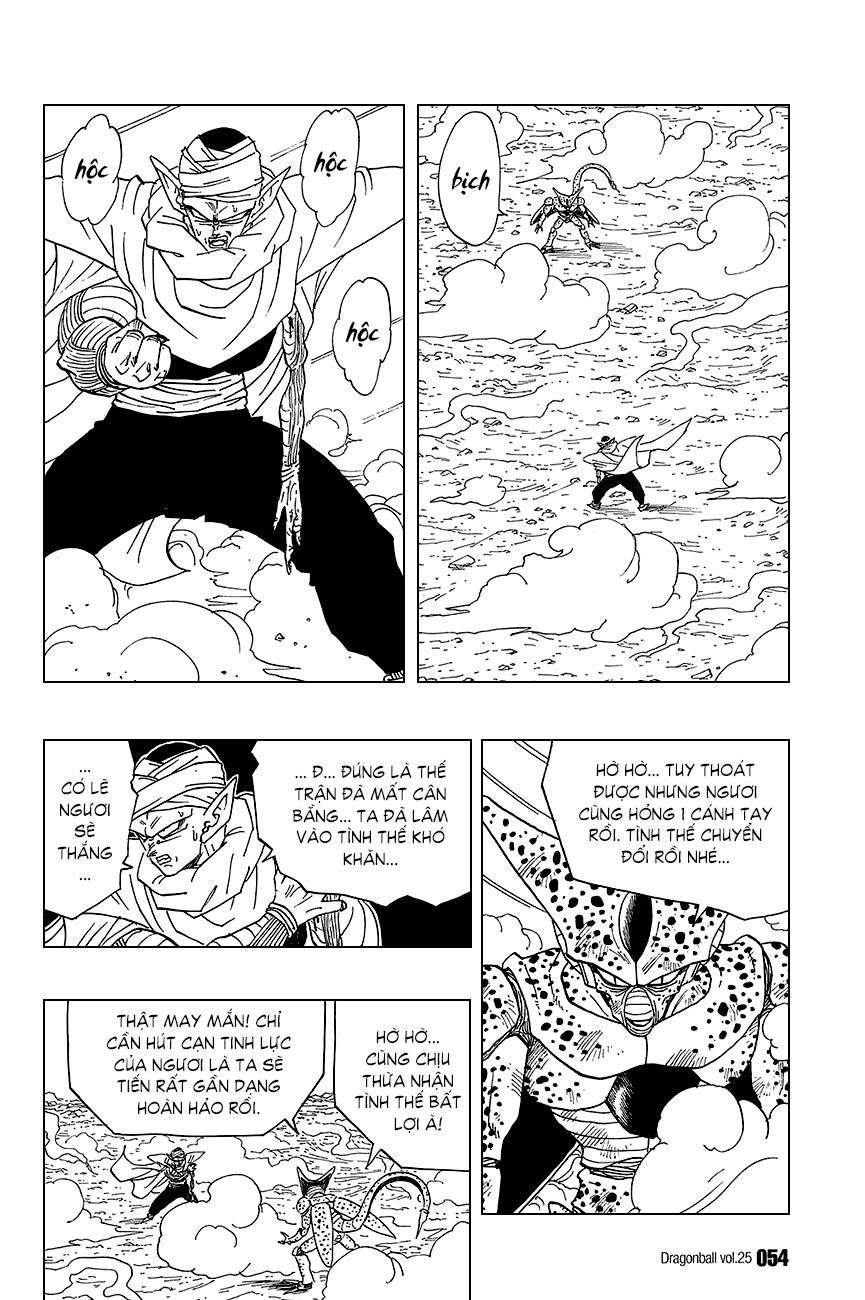 bịch
hộc
hộc
hộc
HỜ HỜ... TUY THOÁT
ĐƯỢC NHƯNG NGƯƠI
CŨNG HỎNG 1 CÁNH TAY
RỒI. TÌNH THẾ CHUYỂN
ĐỔI RỒI NHÉ...
... Đ... ĐÚNG LÀ THẾ
TRẬN ĐÃ MẤT CÂN
BẰNG... TA ĐÃ LÂM
VÀO TÌNH THẾ KHÓ
KHĂN...
...
CÓ LẼ
NGƯƠI
SẼ
THẮNG
...
HỜ HỜ...
CŨNG CHỊU
THỪA NHẬN
TÌNH THẾ BẤT
LỢI À!
THẬT MAY MẮN! CHỈ
CẦN HÚT CẠN TINH LỰC
CỦA NGƯƠI LÀ TA SẼ
TIẾN RẤT GẦN DẠNG
HOÀN HẢO RỒI.
Dragonball vol.25 054